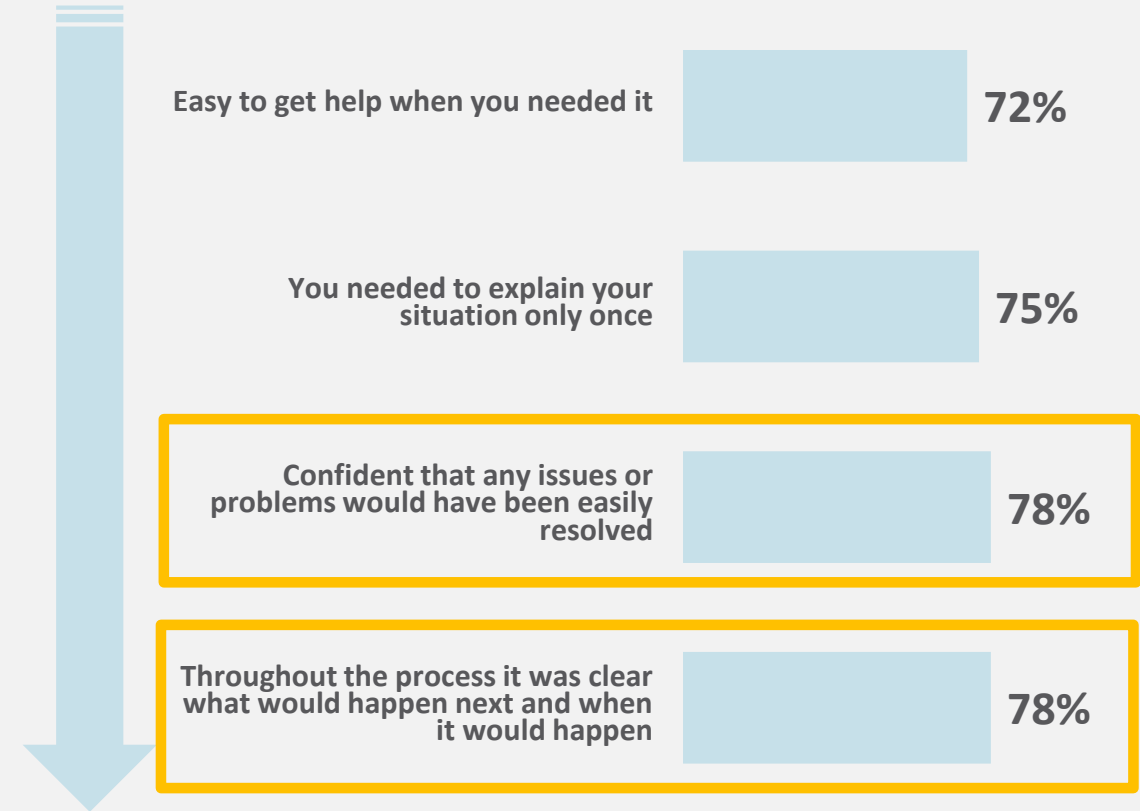 Easy to get help when you needed it
72%
You needed to explain your
situation only once
75%
Confident that any issues or
problems would have been easily
resolved
78%
Throughout the process it was clear
what would happen next and when
it would happen
78%